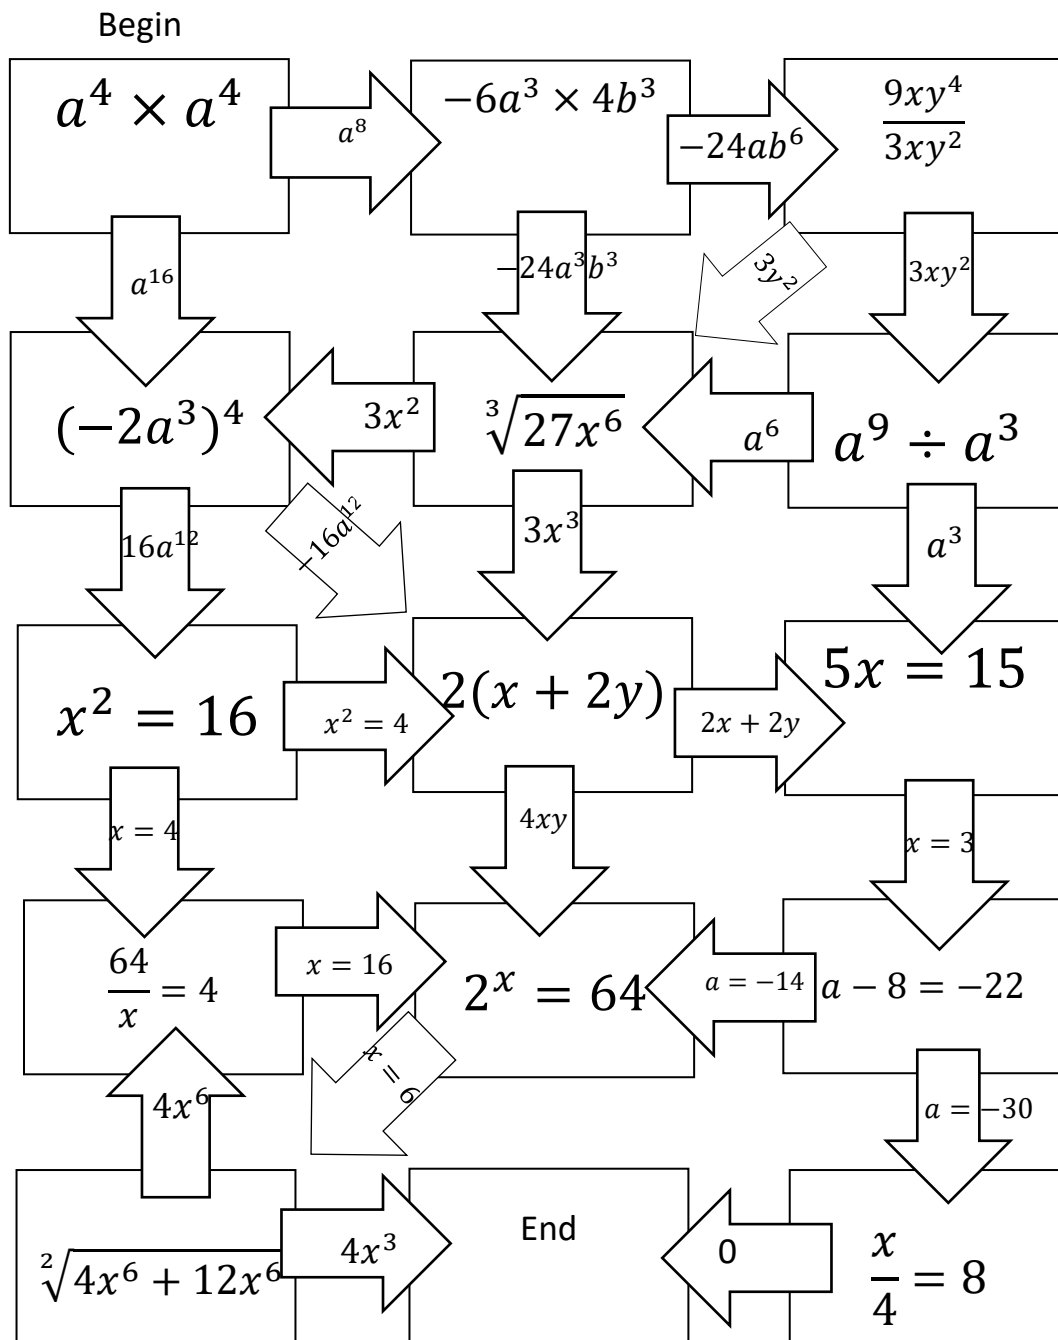 Begin
a⁴ × a⁴
a⁸
−6a³ × 4b³
−24ab⁶
9xy⁴
3xy²
a¹⁶
−24a³b³
3y²
3xy²
(−2a³)⁴
3x²
∛27x⁶
a⁶
a⁹ ÷ a³
16a¹²
−16a¹²
3x³
a³
x² = 16
x² = 4
2(x + 2y)
2x + 2y
5x = 15
x = 4
4xy
x = 3
64
x
= 4
x = 16
2ˣ = 64
a = −14
a − 8 = −22
4x⁶
x = 6
a = −30
²√4x⁶ + 12x⁶
4x³
End
0
x
4
= 8